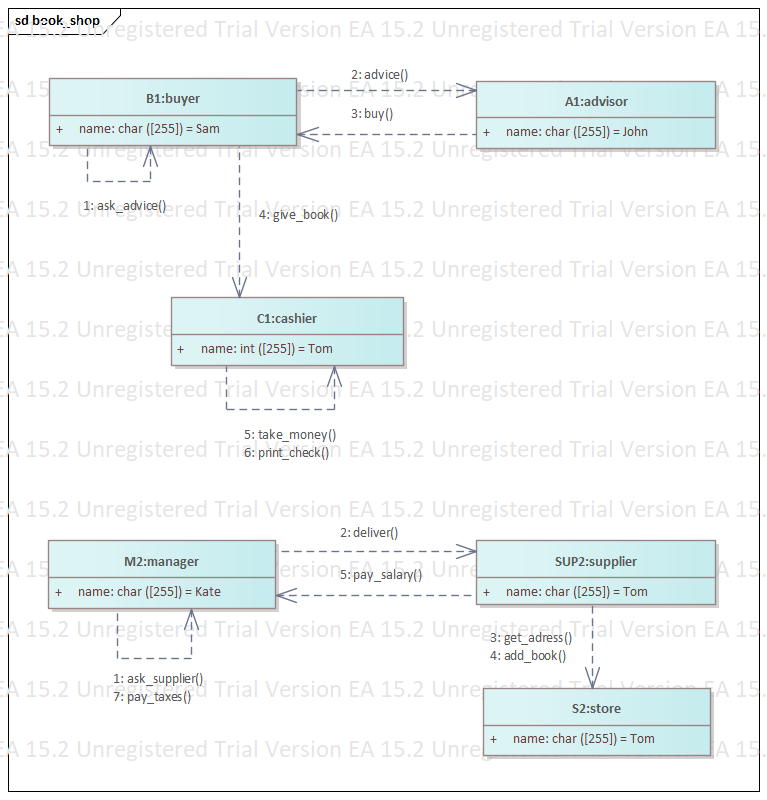 sd book_shop
B1:buyer
+ name: char ([255]) = Sam
2: advice()
3: buy()
A1:advisor
+ name: char ([255]) = John
1: ask_advice()
4: give_book()
C1:cashier
+ name: int ([255]) = Tom
5: take_money()
6: print_check()
M2:manager
+ name: char ([255]) = Kate
2: deliver()
5: pay_salary()
SUP2:supplier
+ name: char ([255]) = Tom
1: ask_supplier()
7: pay_taxes()
3: get_adress()
4: add_book()
S2:store
+ name: char ([255]) = Tom
EA 15.2 Unregistered Trial Version EA 15.2 Unregistered Trial Version EA 15.2